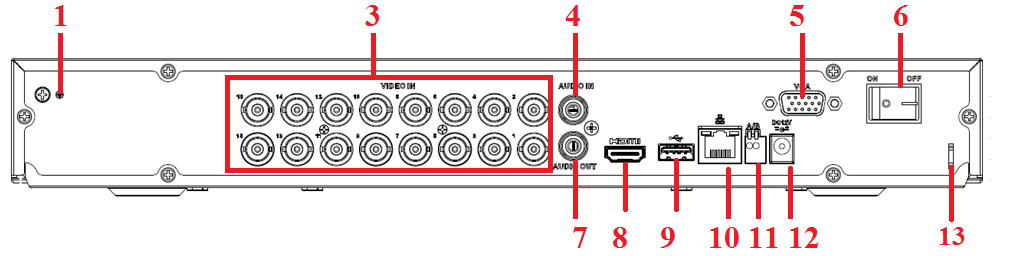 1 3 4 5 6
VIDEO IN AUDIO IN VGA ON OFF
16 14 12 10 8 6 4 2
A/B DC12V
15 13 11 9 7 5 3 1
HDMI
AUDIO OUT
7 8 9 10 11 12 13